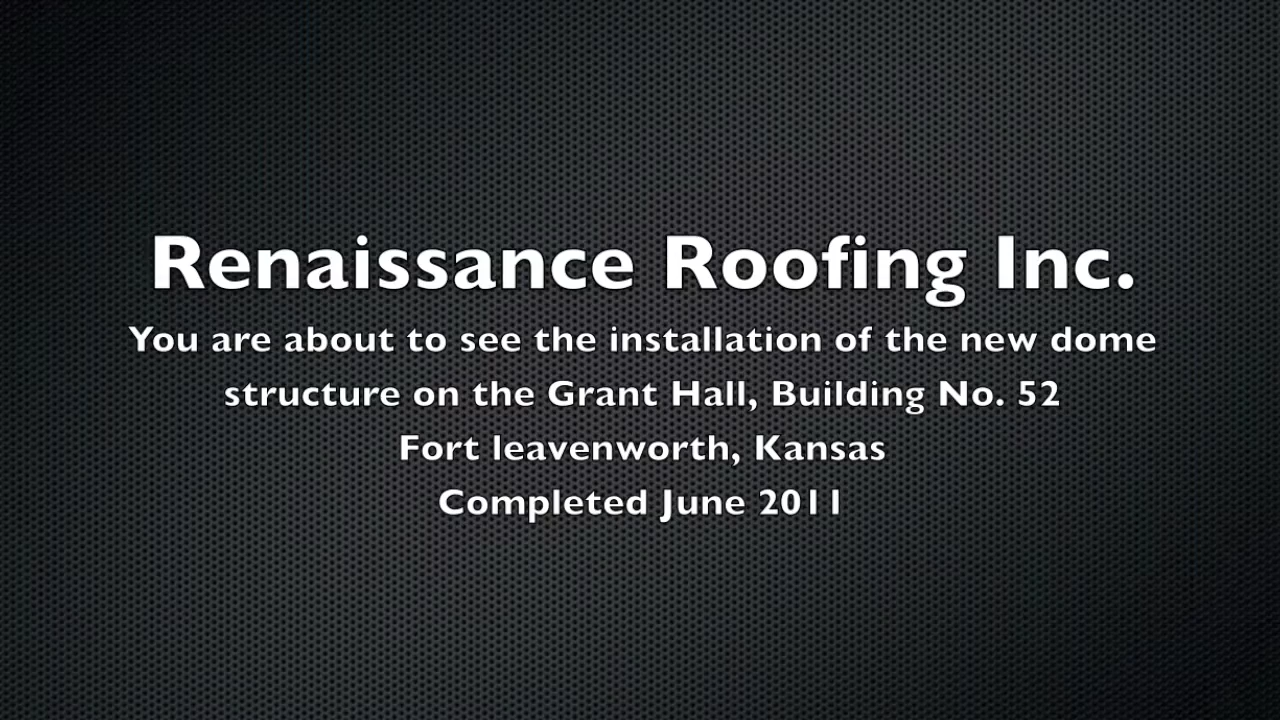 Renaissance Roofing Inc.
You are about to see the installation of the new dome
structure on the Grant Hall, Building No. 52
Fort leavenworth, Kansas
Completed June 2011